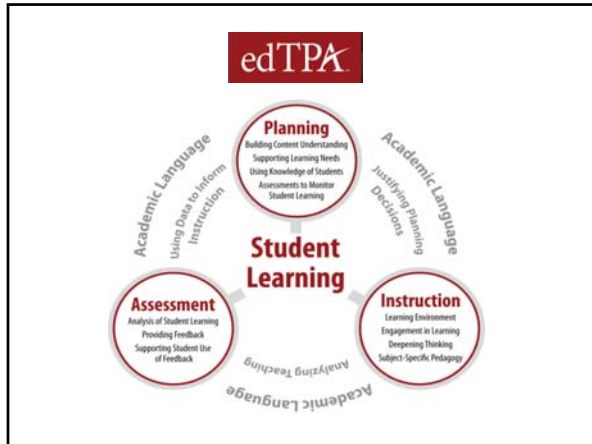 edTPA
Planning
Building Content Understanding
Supporting Learning Needs
Using Knowledge of Students
Assessments to Monitor
Student Learning
Academic Language
Using Data to Inform
Instruction
Academic Language
Justifying Planning
Decisions
Student
Learning
Assessment
Analysis of Student Learning
Providing Feedback
Supporting Student Use
of Feedback
Instruction
Learning Environment
Engagement in Learning
Deepening Thinking
Subject-Specific Pedagogy
Analyzing Teaching
Academic Language